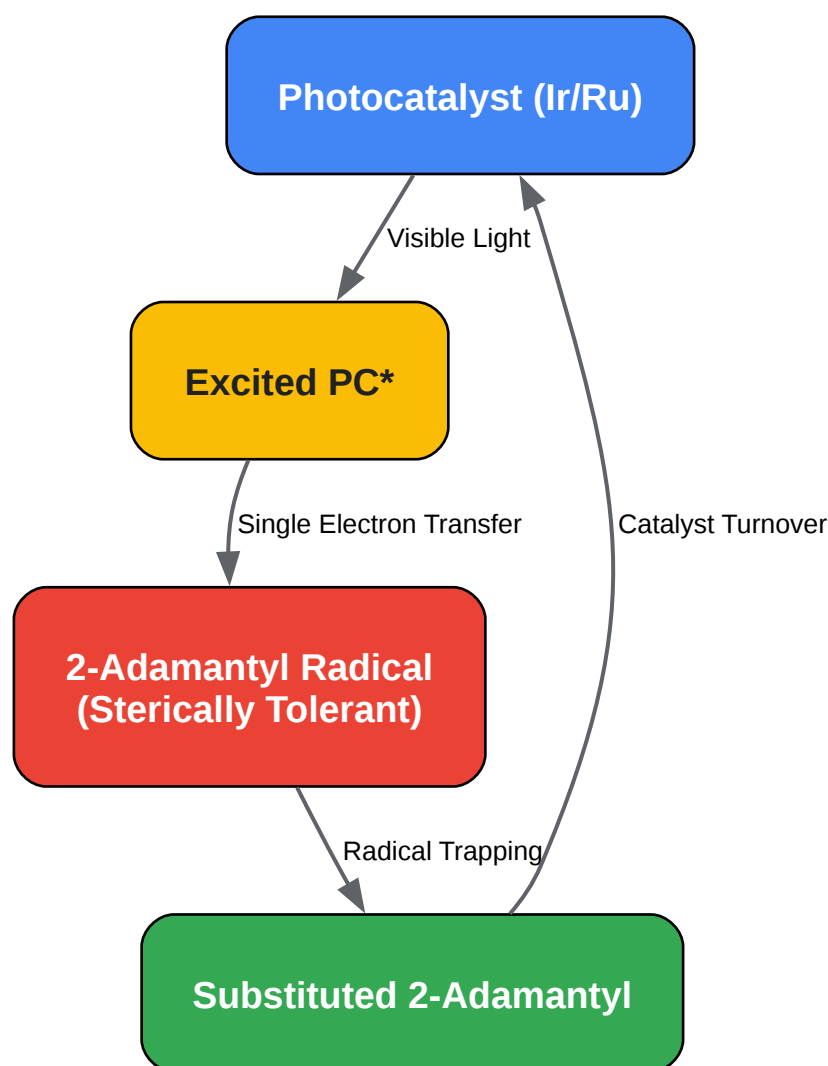 Photocatalyst (Ir/Ru)
Visible Light
Excited PC*
Single Electron Transfer
Catalyst Turnover
2-Adamantyl Radical
(Sterically Tolerant)
Radical Trapping
Substituted 2-Adamantyl